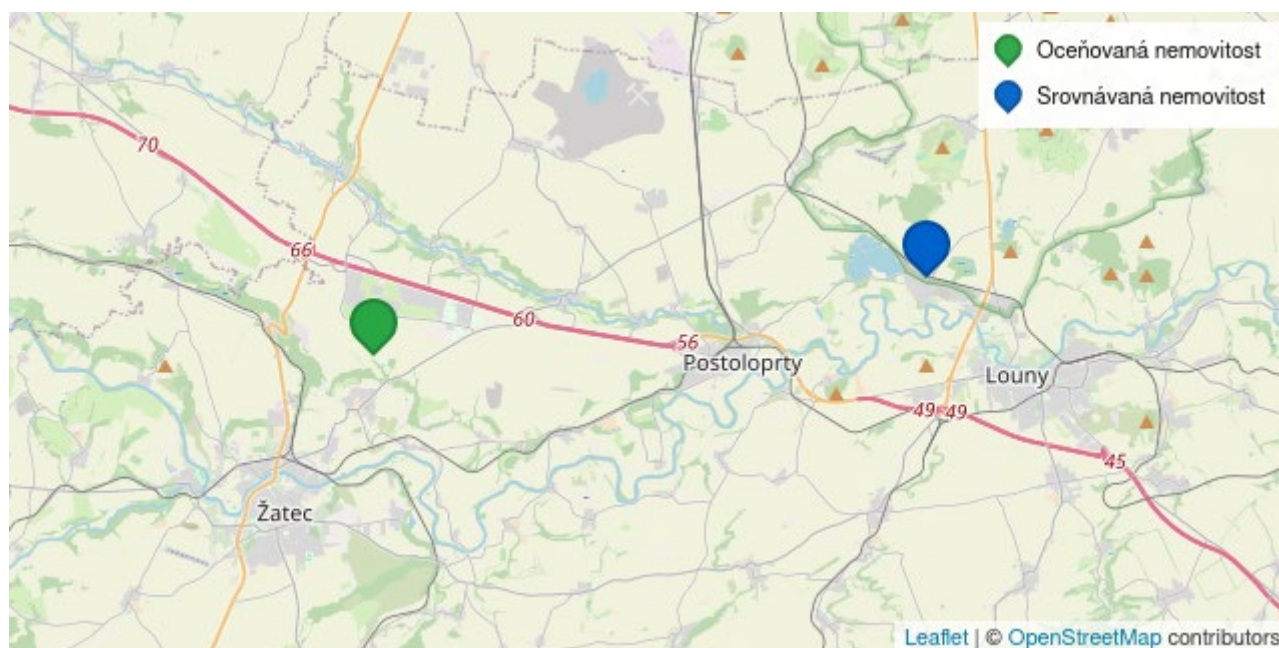 Oceňovaná nemovitost
Srovnávaná nemovitost
70
66
60
56
Postoloprty
Louny
49
49
45
Žatec
Leaflet | © OpenStreetMap contributors